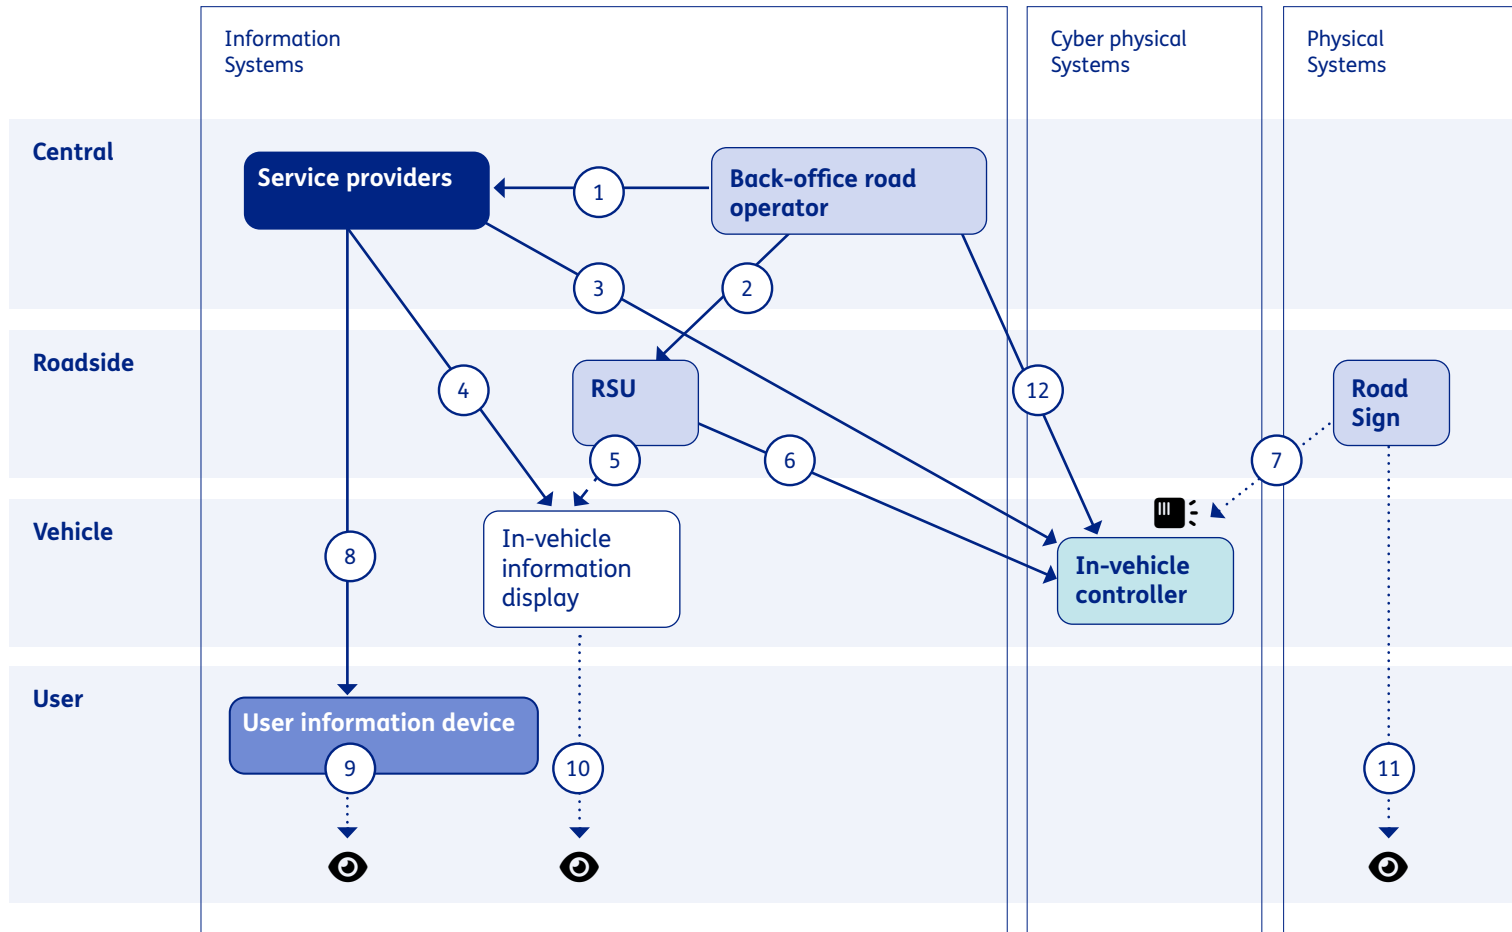 Information
Systems
Cyber physical
Systems
Physical
Systems
Central
Service providers
1
Back-office road
operator
3
2
Roadside
4
RSU
12
Road
Sign
5
6
7
Vehicle
8
In-vehicle
information
display
In-vehicle
controller
User
User information device
9
10
11